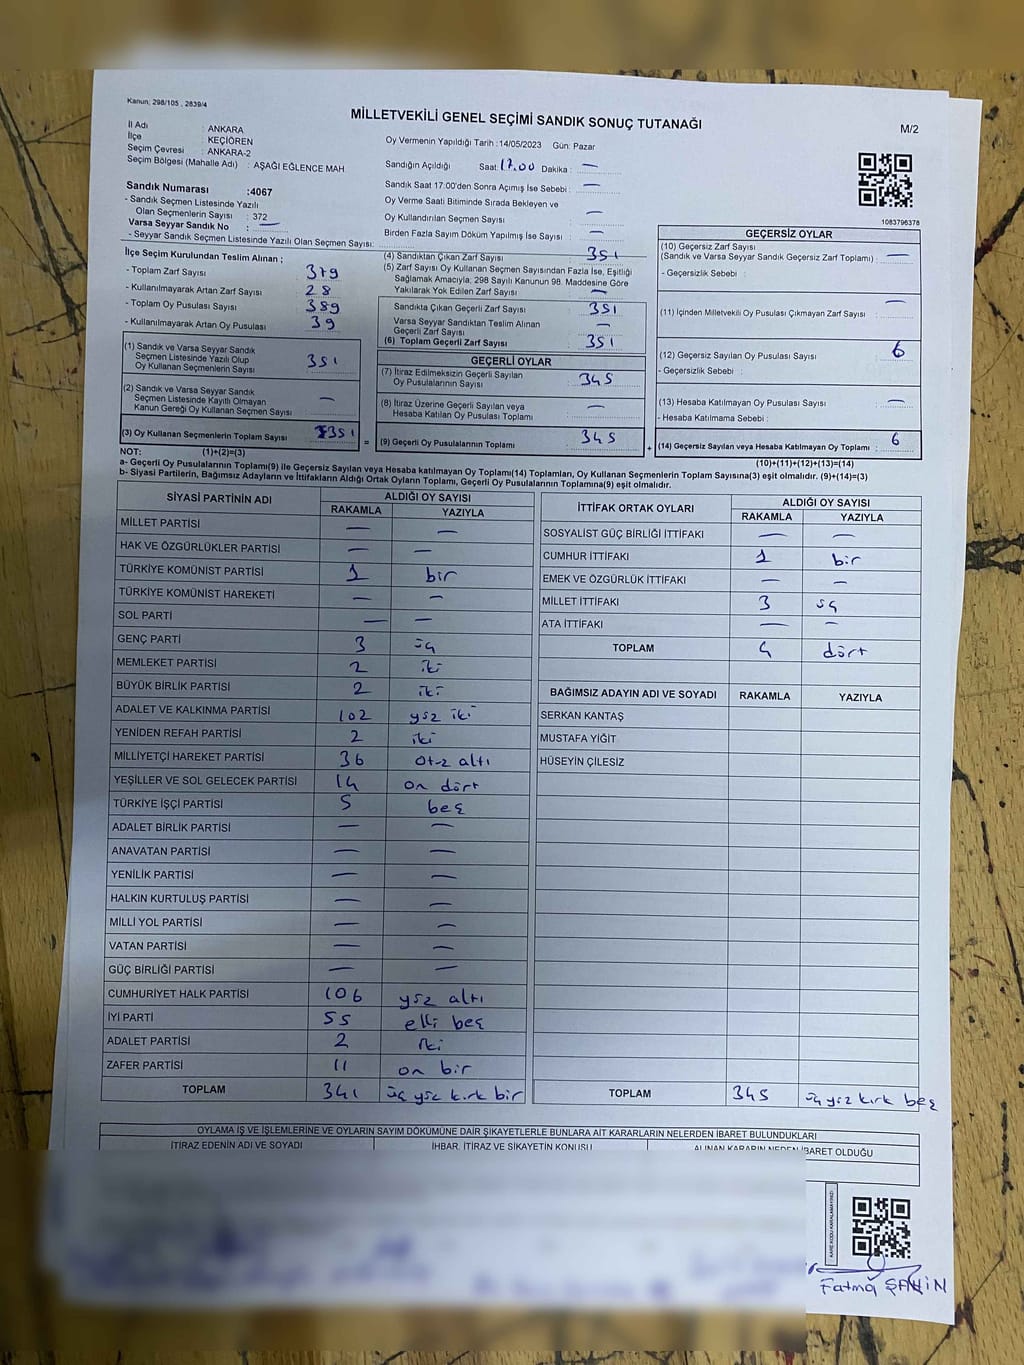 Kanun; 298/105 , 2839/4
MİLLETVEKİLİ GENEL SEÇİMİ SANDIK SONUÇ TUTANAĞI
M/2
İl Adı : ANKARA
İlçe : KEÇİÖREN
Seçim Çevresi : ANKARA-2
Seçim Bölgesi (Mahalle Adı) : AŞAĞI EĞLENCE MAH
Oy Vermenin Yapıldığı Tarih : 14/05/2023 Gün: Pazar
Sandığın Açıldığı Saat: 17.00 Dakika : —
Sandık Saat 17:00'den Sonra Açımış İse Sebebi : —
Oy Verme Saati Bitiminde Sırada Bekleyen ve
Oy Kullandırılan Seçmen Sayısı —
Birden Fazla Sayım Döküm Yapılmış İse Sayısı : —
Sandık Numarası :4067
- Sandık Seçmen Listesinde Yazılı
Olan Seçmenlerin Sayısı : 372
Varsa Seyyar Sandık No : —
- Seyyar Sandık Seçmen Listesinde Yazılı Olan Seçmen Sayısı:
1083796378
İlçe Seçim Kurulundan Teslim Alınan ;
- Toplam Zarf Sayısı 379
- Kullanılmayarak Artan Zarf Sayısı 28
- Toplam Oy Pusulası Sayısı 389
- Kullanılmayarak Artan Oy Pusulası 39
(1) Sandık ve Varsa Seyyar Sandık
Seçmen Listesinde Yazılı Olup
Oy Kullanan Seçmenlerin Sayısı 351
(2) Sandık ve Varsa Seyyar Sandık
Seçmen Listesinde Kayıtlı Olmayan
Kanun Gereği Oy Kullanan Seçmen Sayısı —
(3) Oy Kullanan Seçmenlerin Toplam Sayısı 351
(4) Sandıktan Çıkan Zarf Sayısı : 351
(5) Zarf Sayısı Oy Kullanan Seçmen Sayısından Fazla İse, Eşitliği
Sağlamak Amacıyla; 298 Sayılı Kanunun 98. Maddesine Göre
Yakılarak Yok Edilen Zarf Sayısı : —
Sandıkta Çıkan Geçerli Zarf Sayısı : 351
Varsa Seyyar Sandıktan Teslim Alınan
Geçerli Zarf Sayısı : —
(6) Toplam Geçerli Zarf Sayısı : 351
GEÇERLİ OYLAR
(7) İtiraz Edilmeksizin Geçerli Sayılan
Oy Pusulalarının Sayısı : 345
(8) İtiraz Üzerine Geçerli Sayılan veya
Hesaba Katılan Oy Pusulası Toplamı : —
= (9) Geçerli Oy Pusulalarının Toplamı : 345
GEÇERSİZ OYLAR
(10) Geçersiz Zarf Sayısı
(Sandık ve Varsa Seyyar Sandık Geçersiz Zarf Toplamı) : —
- Geçersizlik Sebebi :
(11) İçinden Milletvekili Oy Pusulası Çıkmayan Zarf Sayısı : —
(12) Geçersiz Sayılan Oy Pusulası Sayısı : 6
- Geçersizlik Sebebi :
(13) Hesaba Katılmayan Oy Pusulası Sayısı : —
- Hesaba Katılmama Sebebi :
+ (14) Geçersiz Sayılan veya Hesaba Katılmayan Oy Toplamı : 6
NOT: (1)+(2)=(3)
(10)+(11)+(12)+(13)=(14)
a- Geçerli Oy Pusulalarının Toplamı(9) ile Geçersiz Sayılan veya Hesaba katılmayan Oy Toplamı(14) Toplamları, Oy Kullanan Seçmenlerin Toplam Sayısına(3) eşit olmalıdır. (9)+(14)=(3)
b- Siyasi Partilerin, Bağımsız Adayların ve İttifakların Aldığı Ortak Oyların Toplamı, Geçerli Oy Pusulalarının Toplamına(9) eşit olmalıdır.
SİYASİ PARTİNİN ADI ALDIĞI OY SAYISI
RAKAMLA YAZIYLA
MİLLET PARTİSİ — —
HAK VE ÖZGÜRLÜKLER PARTİSİ — —
TÜRKİYE KOMÜNİST PARTİSİ 1 bir
TÜRKİYE KOMÜNİST HAREKETİ — —
SOL PARTİ — —
GENÇ PARTİ 3 üç
MEMLEKET PARTİSİ 2 iki
BÜYÜK BİRLİK PARTİSİ 2 iki
ADALET VE KALKINMA PARTİSİ 102 yüz iki
YENİDEN REFAH PARTİSİ 2 iki
MİLLİYETÇİ HAREKET PARTİSİ 36 otuz altı
YEŞİLLER VE SOL GELECEK PARTİSİ 14 on dört
TÜRKİYE İŞÇİ PARTİSİ 5 beş
ADALET BİRLİK PARTİSİ — —
ANAVATAN PARTİSİ — —
YENİLİK PARTİSİ — —
HALKIN KURTULUŞ PARTİSİ — —
MİLLİ YOL PARTİSİ — —
VATAN PARTİSİ — —
GÜÇ BİRLİĞİ PARTİSİ — —
CUMHURİYET HALK PARTİSİ 106 yüz altı
İYİ PARTİ 55 elli beş
ADALET PARTİSİ 2 iki
ZAFER PARTİSİ 11 on bir
TOPLAM 341 üç yüz kırk bir
İTTİFAK ORTAK OYLARI ALDIĞI OY SAYISI
RAKAMLA YAZIYLA
SOSYALİST GÜÇ BİRLİĞİ İTTİFAKI — —
CUMHUR İTTİFAKI 1 bir
EMEK VE ÖZGÜRLÜK İTTİFAKI — —
MİLLET İTTİFAKI 3 üç
ATA İTTİFAKI — —
TOPLAM 4 dört
BAĞIMSIZ ADAYIN ADI VE SOYADI RAKAMLA YAZIYLA
SERKAN KANTAŞ
MUSTAFA YİĞİT
HÜSEYİN ÇİLESİZ
TOPLAM 345 üç yüz kırk beş
OYLAMA İŞ VE İŞLEMLERİNE VE OYLARIN SAYIM DÖKÜMÜNE DAİR ŞİKAYETLERLE BUNLARA AİT KARARLARIN NELERDEN İBARET BULUNDUKLARI
İTİRAZ EDENİN ADI VE SOYADI İHBAR, İTİRAZ VE ŞİKAYETİN KONUSU ALINAN KARARIN NEDEN İBARET OLDUĞU
KARE KODU KARALAMAYINIZ!
Fatma ŞAHİN